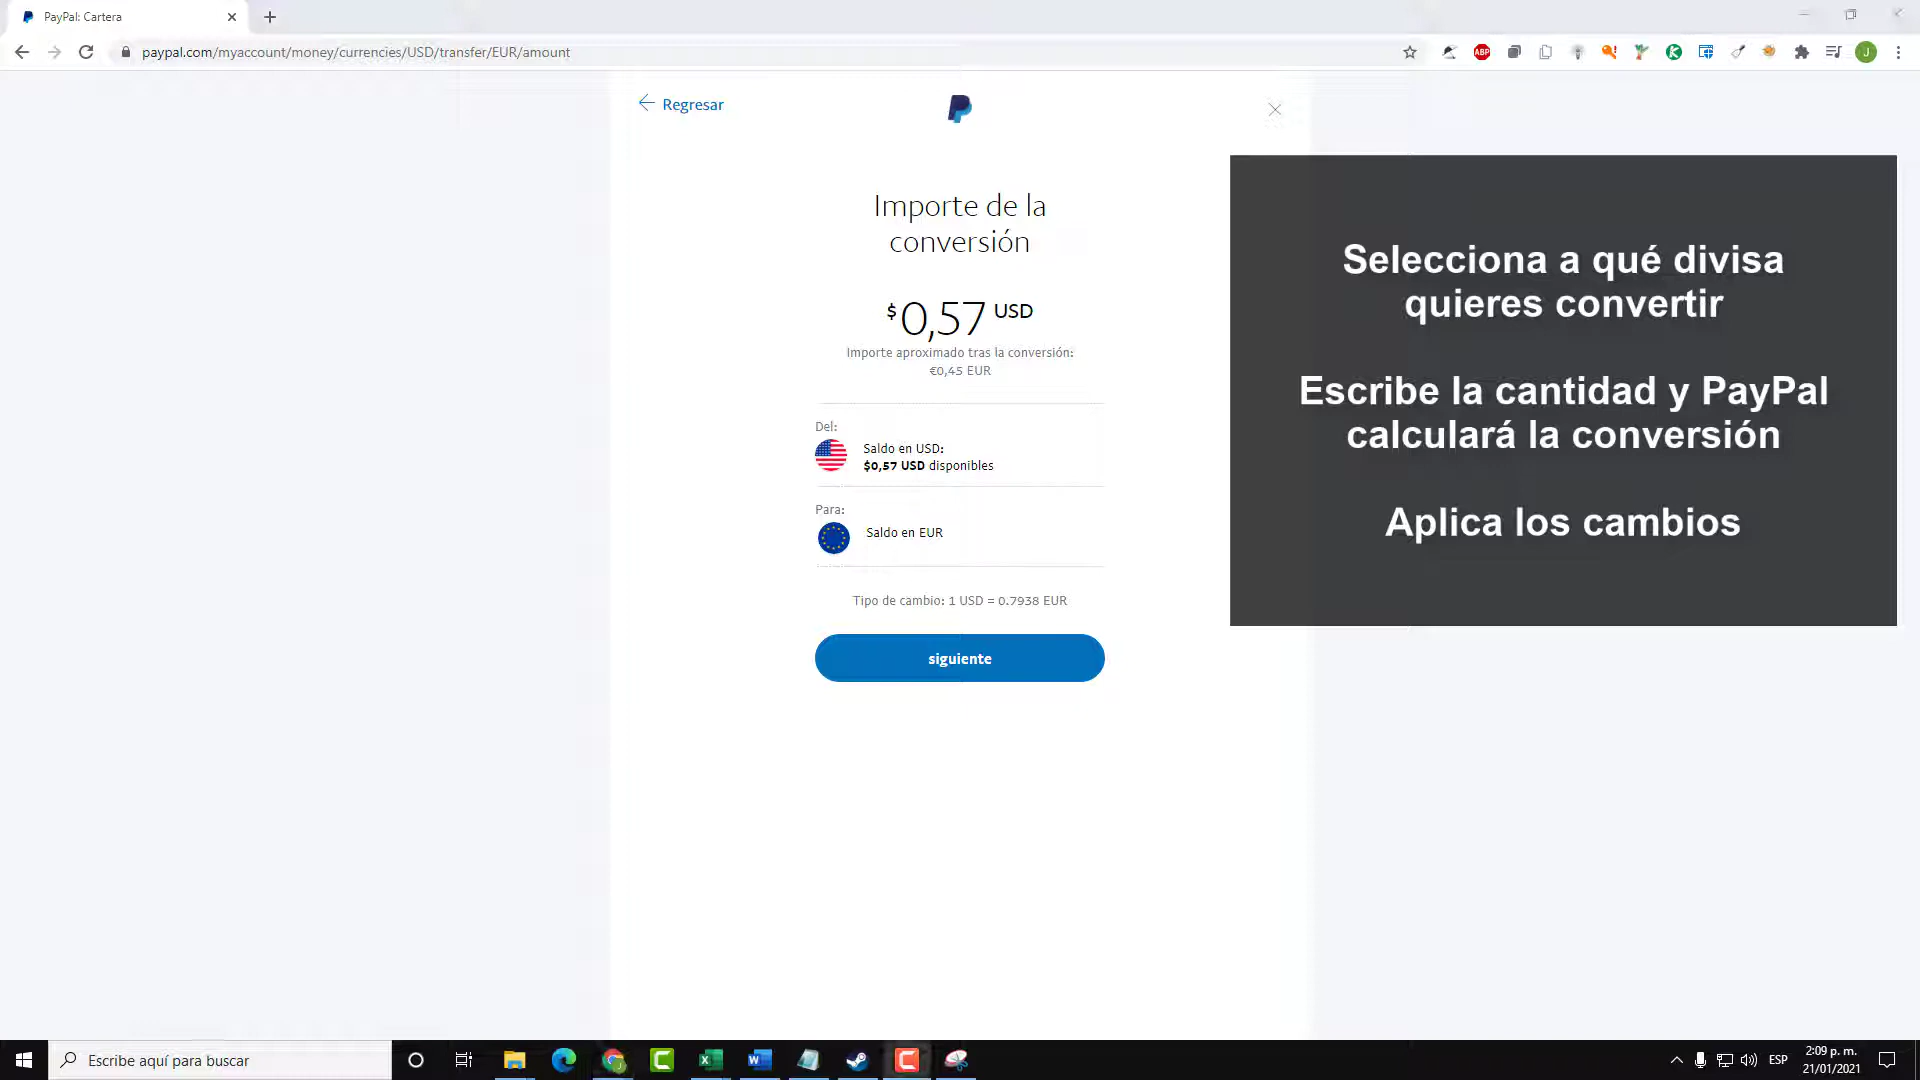 PayPal: Cartera
paypal.com/myaccount/money/currencies/USD/transfer/EUR/amount
ABP
J
Regresar
Importe de la
conversión
$0,57 USD
Importe aproximado tras la conversión:
€0,45 EUR
Del:
Saldo en USD:
$0,57 USD disponibles
Para:
Saldo en EUR
Tipo de cambio: 1 USD = 0.7938 EUR
siguiente
Selecciona a qué divisa
quieres convertir
Escribe la cantidad y PayPal
calculará la conversión
Aplica los cambios
Escribe aquí para buscar
ESP
2:09 p. m.
21/01/2021